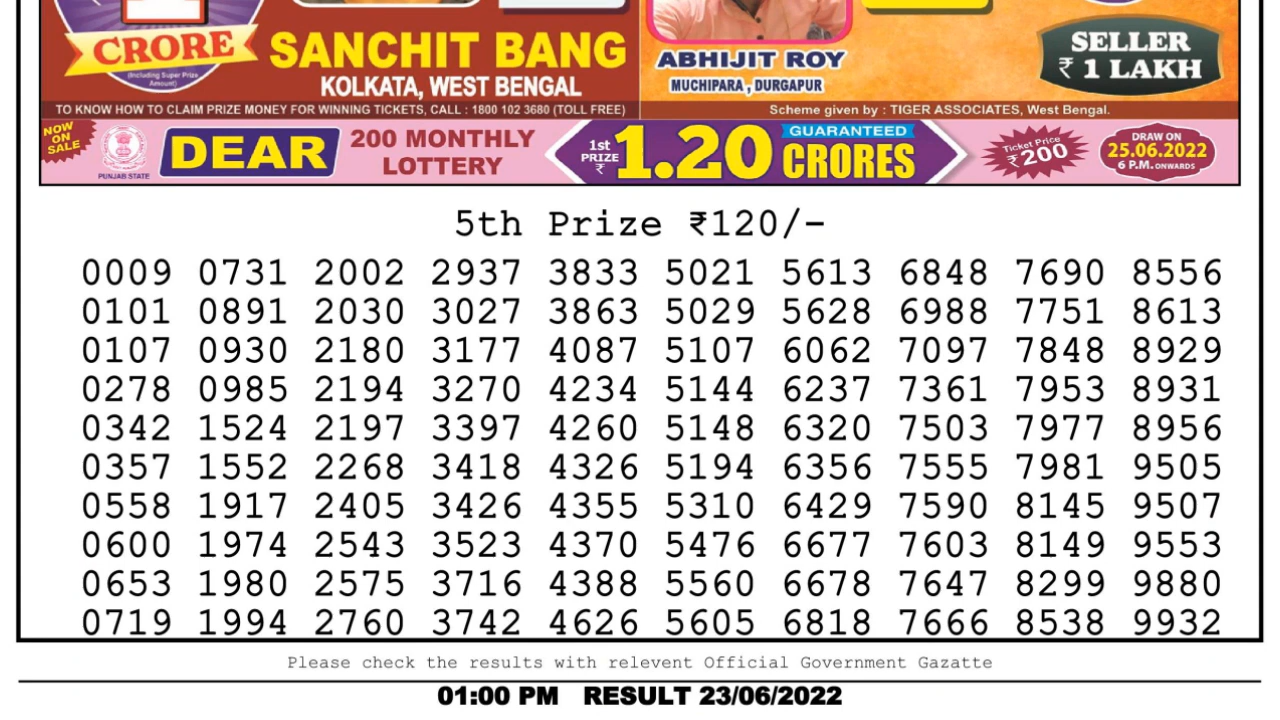 CRORE
(Including Super Prize
Amount)
SANCHIT BANG
KOLKATA, WEST BENGAL
ABHIJIT ROY
MUCHIPARA, DURGAPUR
SELLER
₹ 1 LAKH
TO KNOW HOW TO CLAIM PRIZE MONEY FOR WINNING TICKETS, CALL : 1800 102 3680 (TOLL FREE)
Scheme given by : TIGER ASSOCIATES, West Bengal.
NOW
ON
SALE
PUNJAB STATE
DEAR
200 MONTHLY
LOTTERY
1st
PRIZE
₹
1.20
GUARANTEED
CRORES
Ticket Price
₹200
DRAW ON
25.06.2022
6 P.M. ONWARDS
5th Prize ₹120/-
0009 0731 2002 2937 3833 5021 5613 6848 7690 8556
0101 0891 2030 3027 3863 5029 5628 6988 7751 8613
0107 0930 2180 3177 4087 5107 6062 7097 7848 8929
0278 0985 2194 3270 4234 5144 6237 7361 7953 8931
0342 1524 2197 3397 4260 5148 6320 7503 7977 8956
0357 1552 2268 3418 4326 5194 6356 7555 7981 9505
0558 1917 2405 3426 4355 5310 6429 7590 8145 9507
0600 1974 2543 3523 4370 5476 6677 7603 8149 9553
0653 1980 2575 3716 4388 5560 6678 7647 8299 9880
0719 1994 2760 3742 4626 5605 6818 7666 8538 9932
Please check the results with relevent Official Government Gazatte
01:00 PM RESULT 23/06/2022